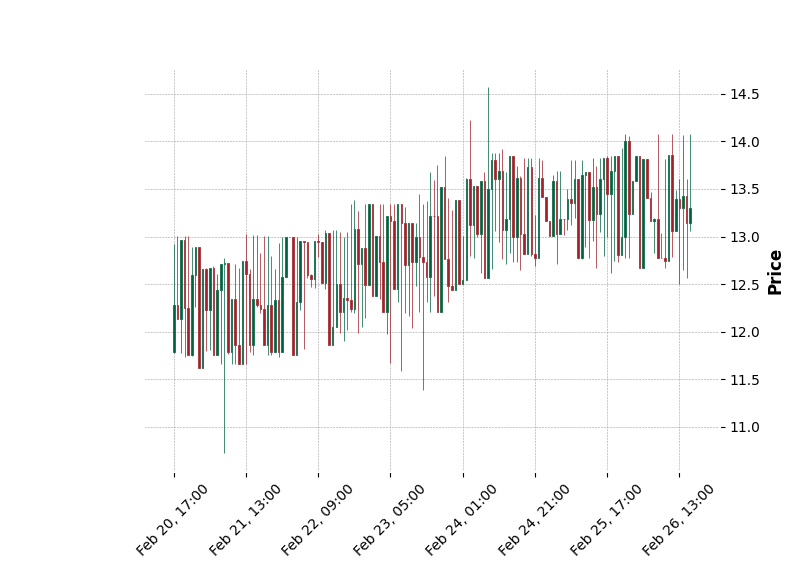 14.5
14.0
13.5
13.0
12.5
12.0
11.5
11.0
Price
Feb 20, 17:00
Feb 21, 13:00
Feb 22, 09:00
Feb 23, 05:00
Feb 24, 01:00
Feb 24, 21:00
Feb 25, 17:00
Feb 26, 13:00